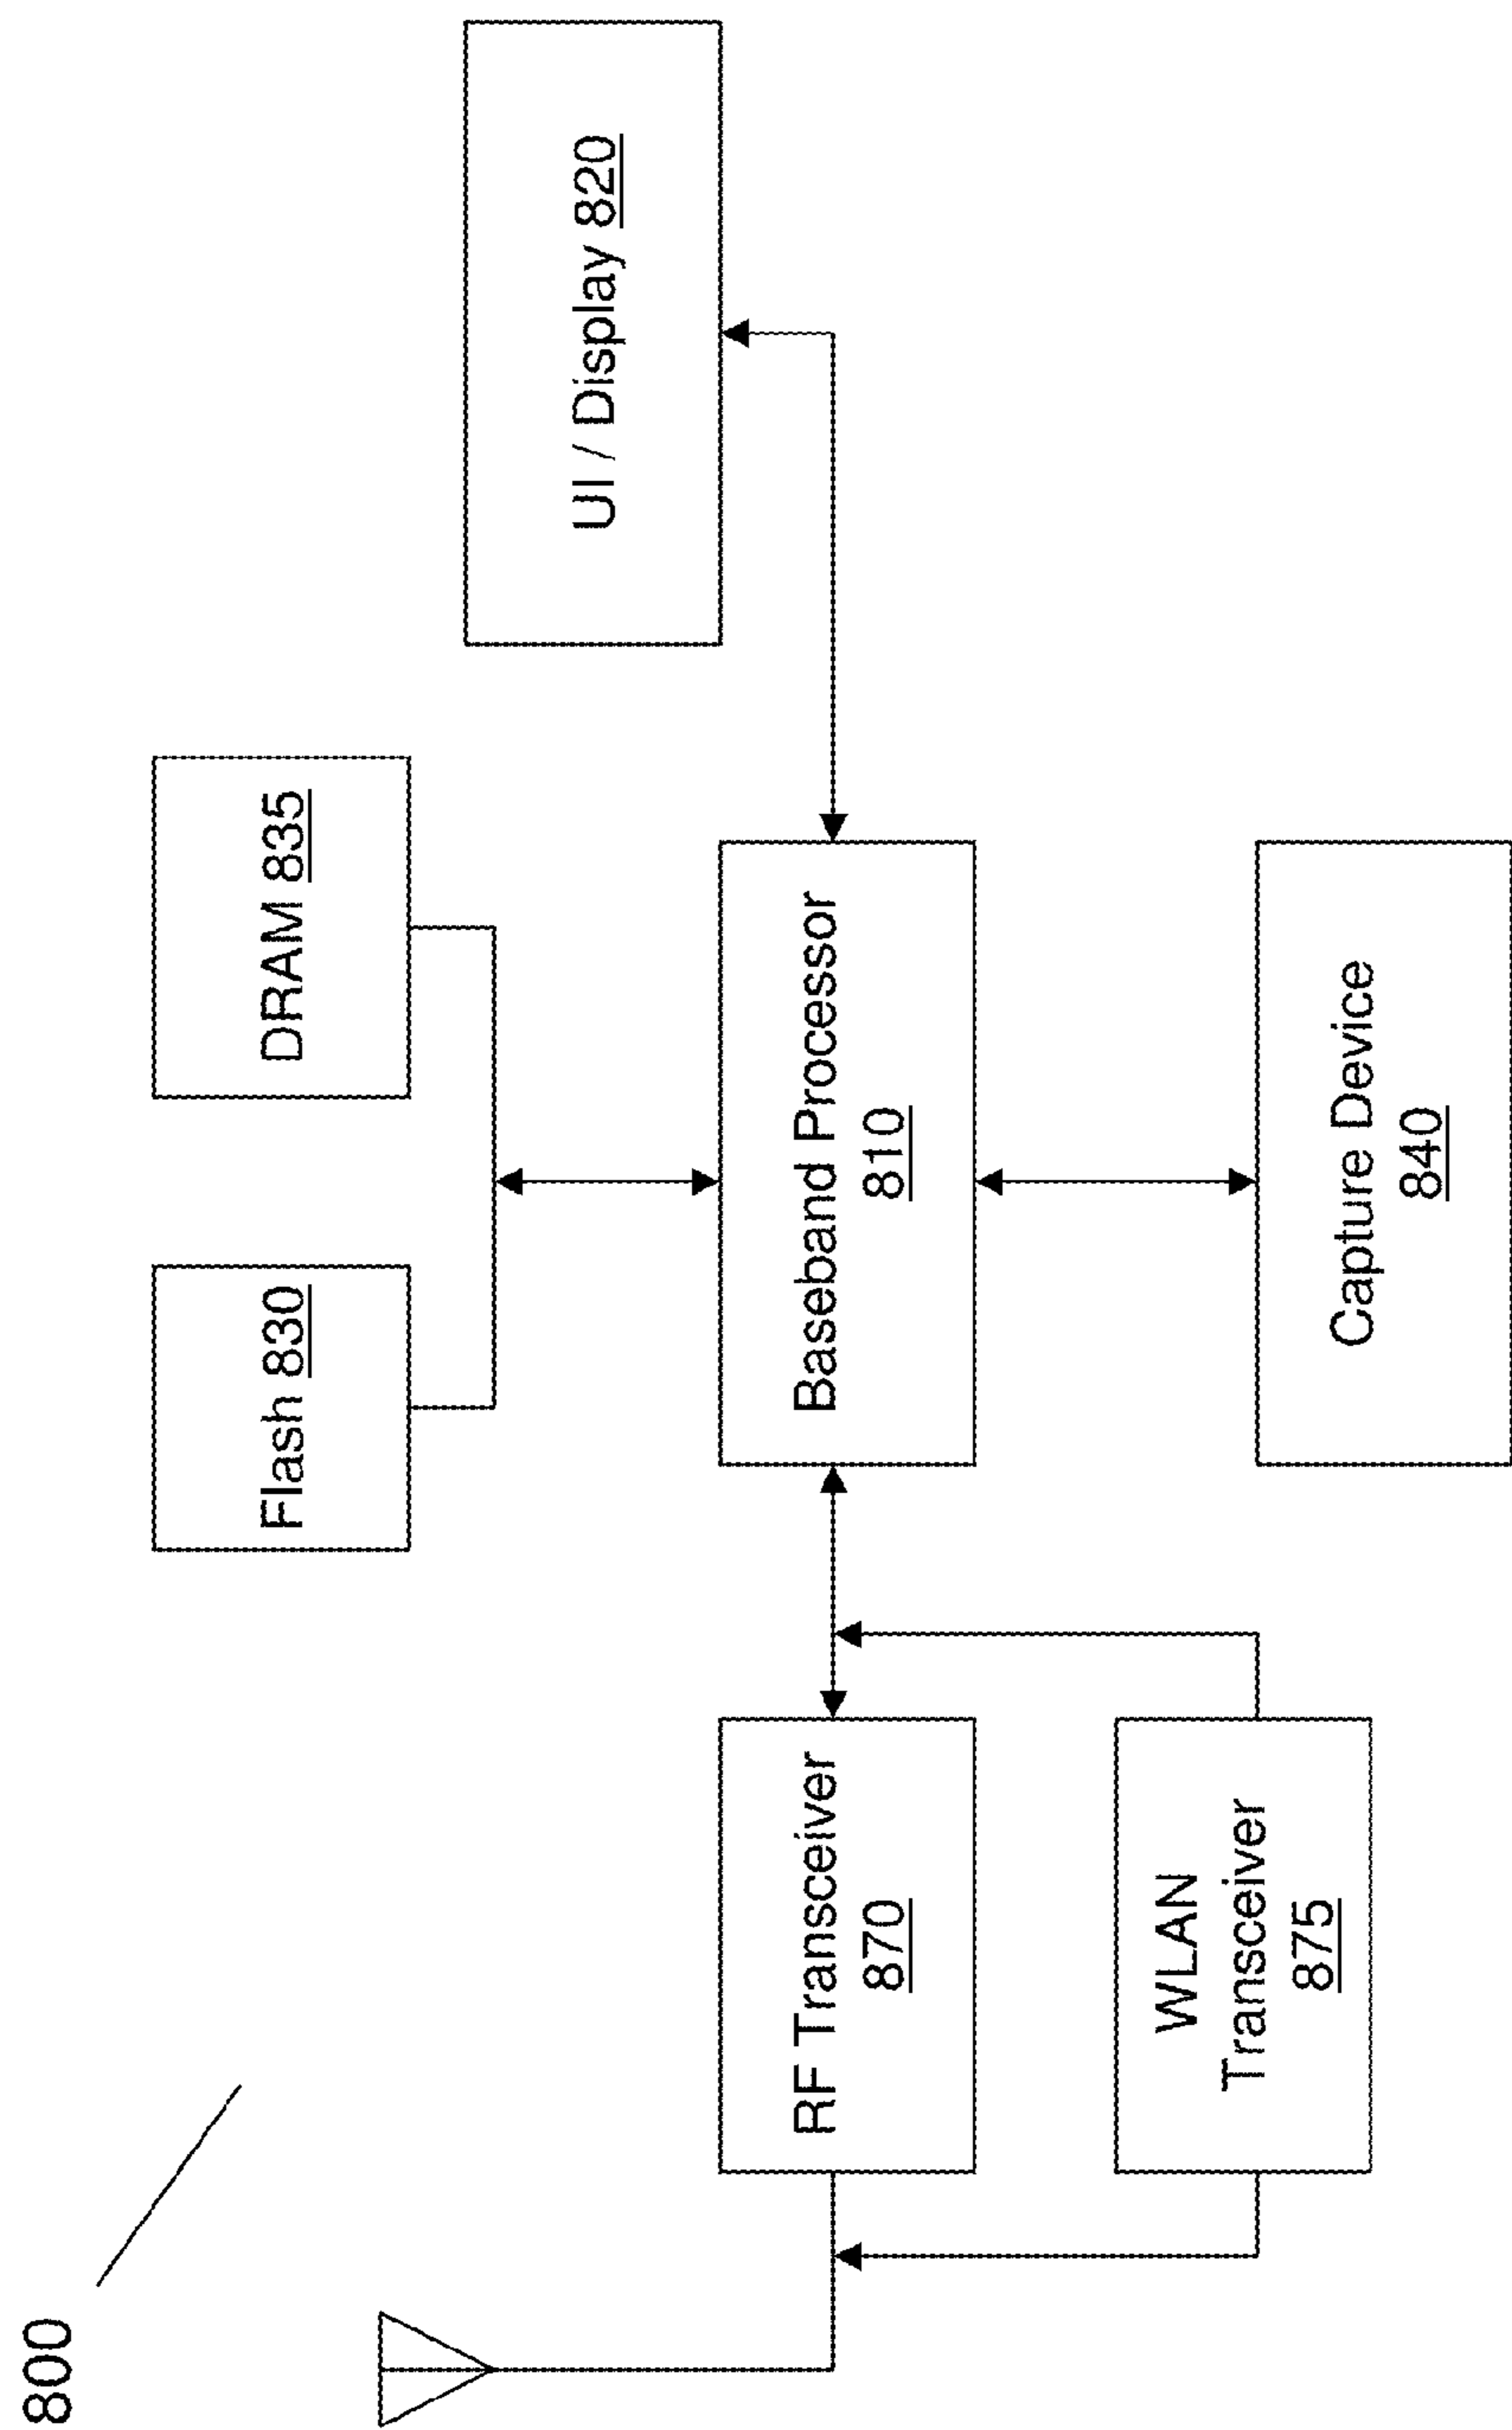 800
Flash 830
DRAM 835
UI / Display 820
RF Transceiver
870
Baseband Processor
810
WLAN
Transceiver
875
Capture Device
840